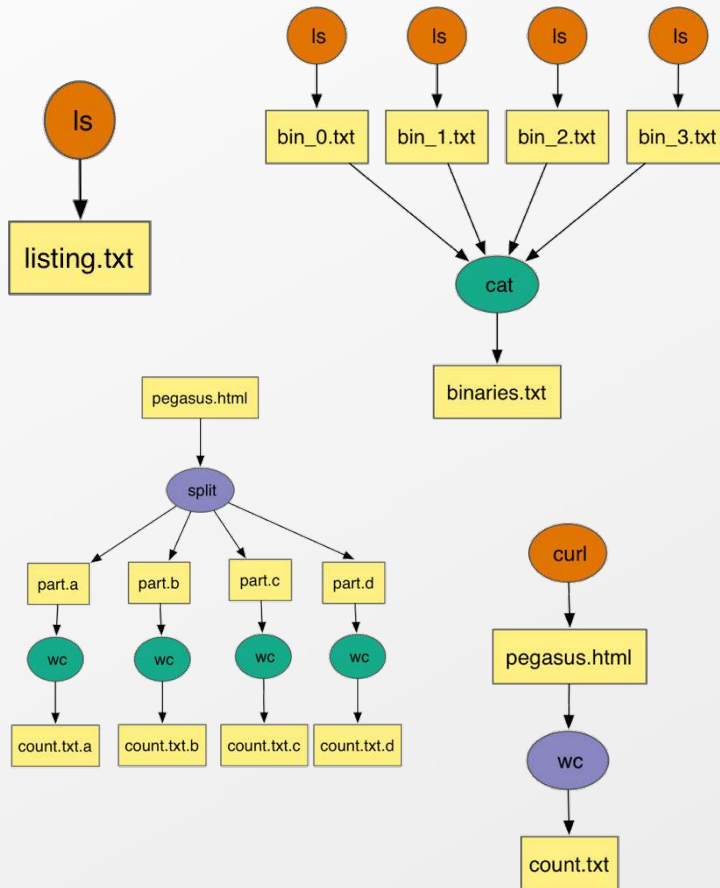 ls
listing.txt
ls
ls
ls
ls
bin_0.txt
bin_1.txt
bin_2.txt
bin_3.txt
cat
binaries.txt
pegasus.html
split
part.a
part.b
part.c
part.d
wc
wc
wc
wc
count.txt.a
count.txt.b
count.txt.c
count.txt.d
curl
pegasus.html
wc
count.txt